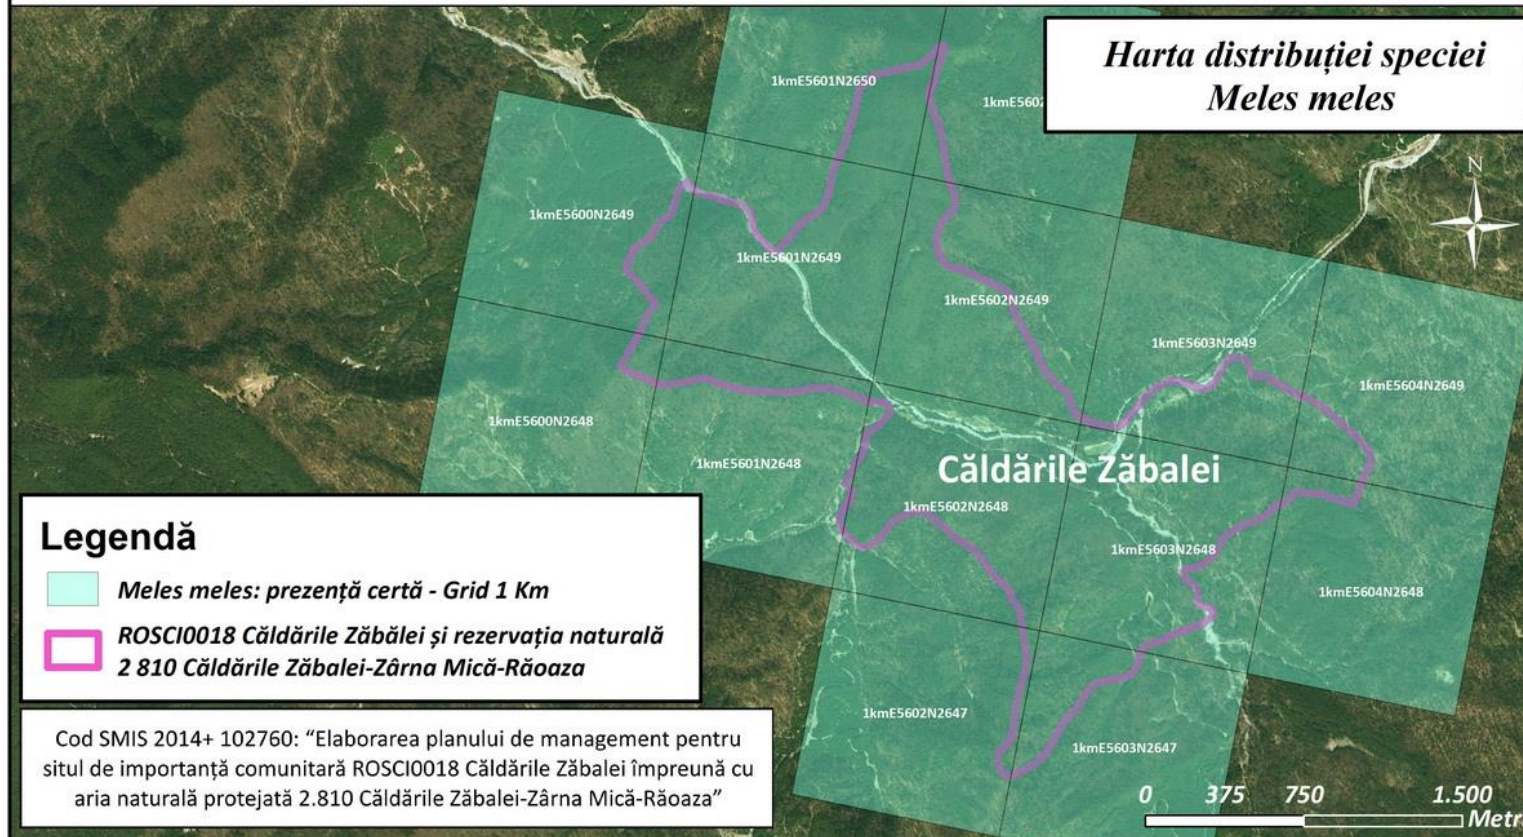 Harta distribuției speciei
Meles meles
1kmE5601N2650
1kmE5602
N
1kmE5600N2649
1kmE5601N2649
1kmE5602N2649
1kmE5603N2649
1kmE5604N2649
1kmE5600N2648
1kmE5601N2648
Căldările Zăbalei
1kmE5602N2648
1kmE5603N2648
1kmE5604N2648
1kmE5602N2647
1kmE5603N2647
Legendă
Meles meles: prezență certă - Grid 1 Km
ROSCI0018 Căldările Zăbălei și rezervația naturală
2 810 Căldările Zăbalei-Zârna Mică-Răoaza
Cod SMIS 2014+ 102760: “Elaborarea planului de management pentru
situl de importanță comunitară ROSCI0018 Căldările Zăbalei împreună cu
aria naturală protejată 2.810 Căldările Zăbalei-Zârna Mică-Răoaza”
0 375 750 1.500
Metr